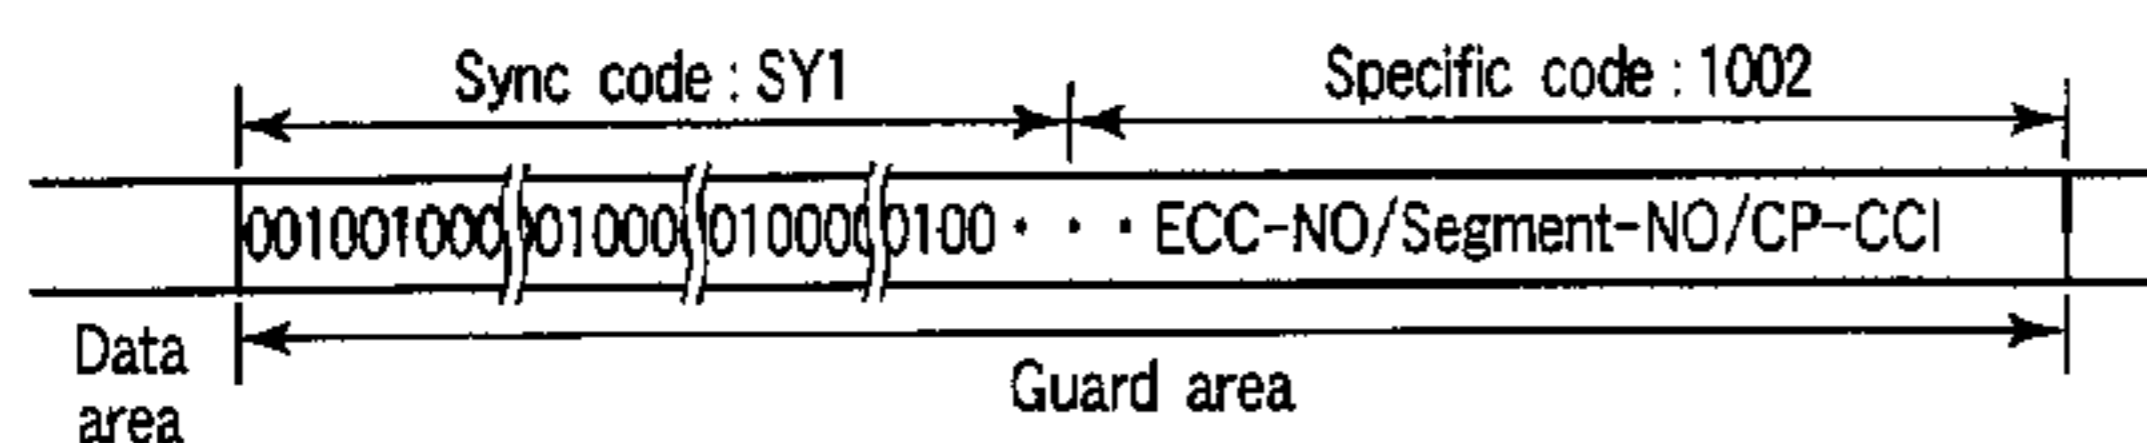 Sync code : SY1
Specific code : 1002
001001000 01000 010000 0100 · · · ECC-NO/Segment-NO/CP-CCI
Data
area
Guard area